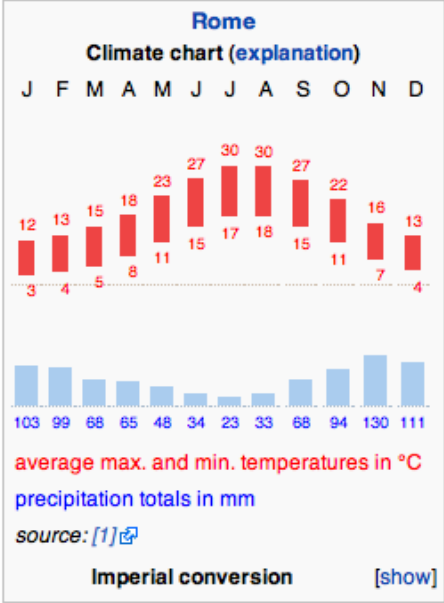 Rome
Climate chart (explanation)
J F M A M J J A S O N D
12 13 15 18 23 27 30 30 27 22 16 13
3 4 5 8 11 15 17 18 15 11 7 4
103 99 68 65 48 34 23 33 68 94 130 111
average max. and min. temperatures in °C
precipitation totals in mm
source: [1]
Imperial conversion [show]